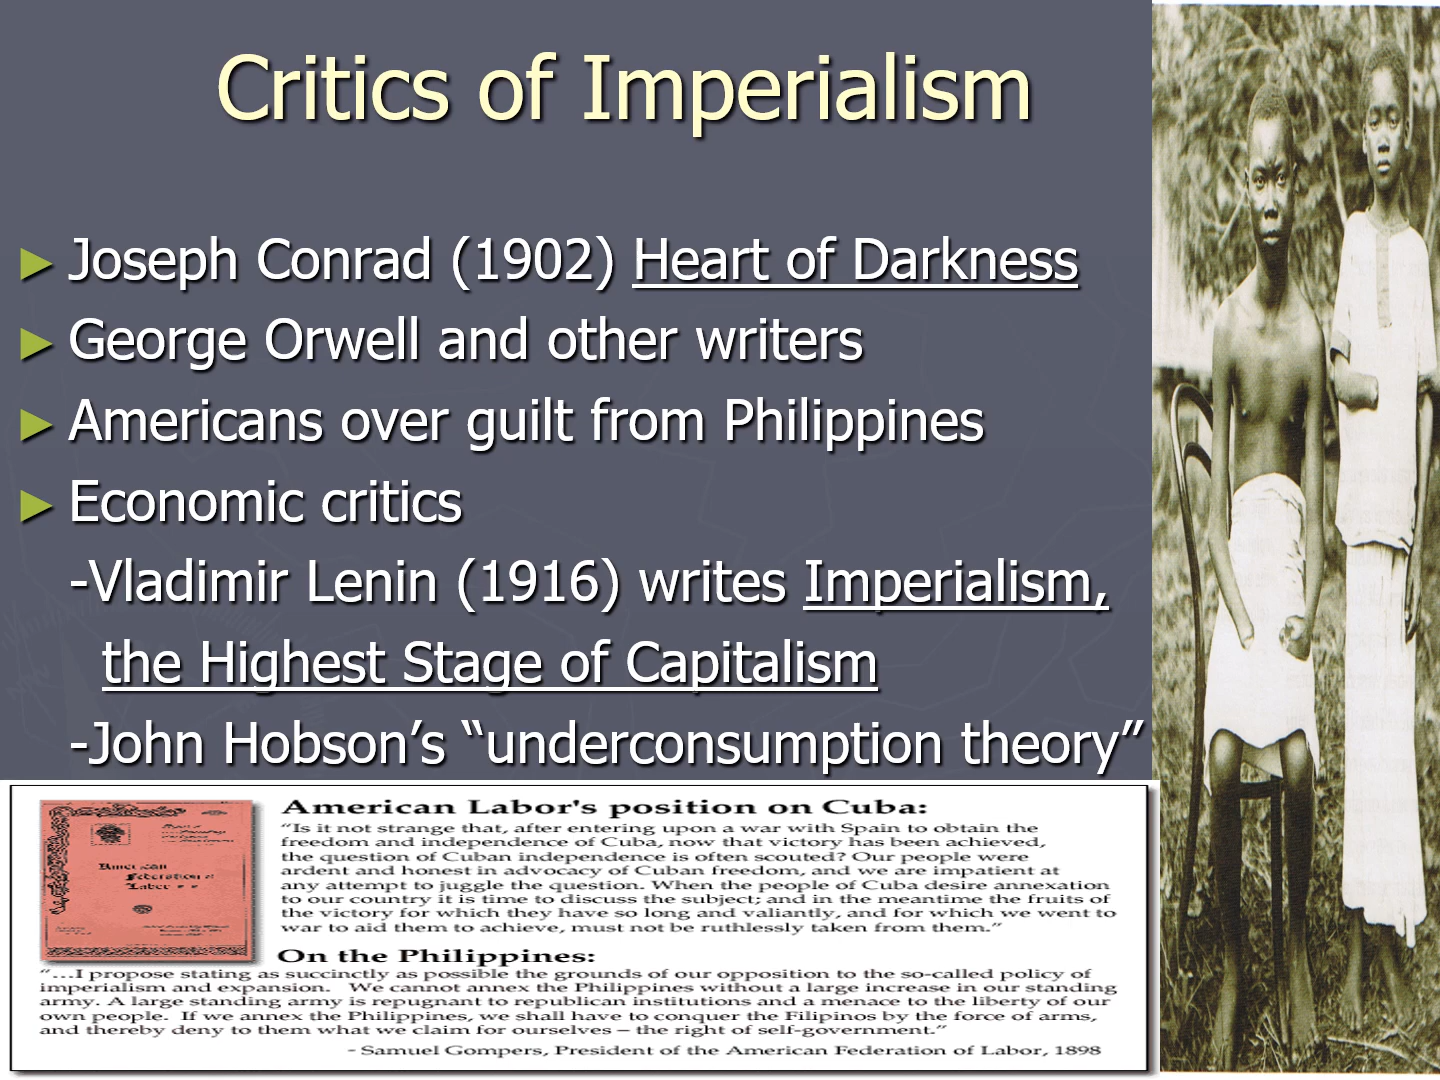 Critics of Imperialism
► Joseph Conrad (1902) Heart of Darkness
► George Orwell and other writers
► Americans over guilt from Philippines
► Economic critics
-Vladimir Lenin (1916) writes Imperialism,
the Highest Stage of Capitalism
-John Hobson’s “underconsumption theory”
American Federation of Labor
American Labor's position on Cuba:
“Is it not strange that, after entering upon a war with Spain to obtain the
freedom and independence of Cuba, now that victory has been achieved,
the question of Cuban independence is often scouted? Our people were
ardent and honest in advocacy of Cuban freedom, and we are impatient at
any attempt to juggle the question. When the people of Cuba desire annexation
to our country it is time to discuss the subject; and in the meantime the fruits of
the victory for which they have so long and valiantly, and for which we went to
war to aid them to achieve, must not be ruthlessly taken from them.”
On the Philippines:
“...I propose stating as succinctly as possible the grounds of our opposition to the so-called policy of
imperialism and expansion. We cannot annex the Philippines without a large increase in our standing
army. A large standing army is repugnant to republican institutions and a menace to the liberty of our
own people. If we annex the Philippines, we shall have to conquer the Filipinos by the force of arms,
and thereby deny to them what we claim for ourselves – the right of self-government.”
- Samuel Gompers, President of the American Federation of Labor, 1898